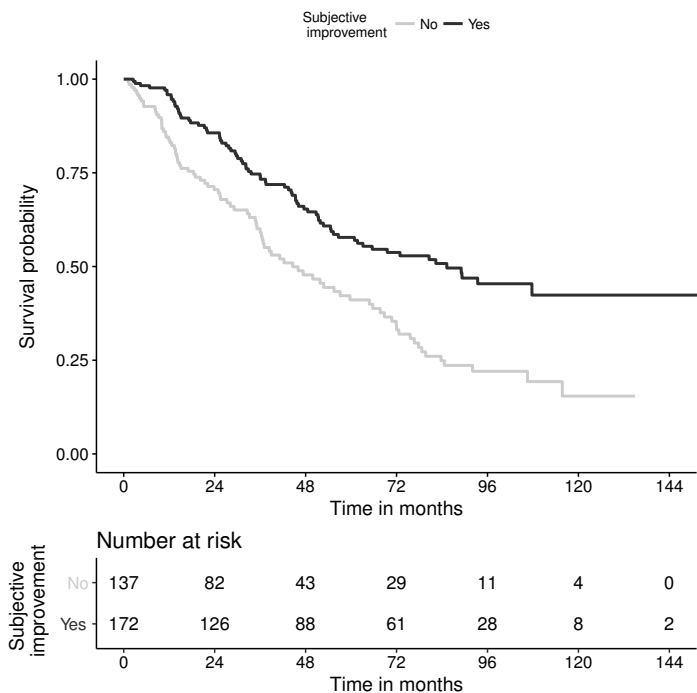 Subjective
improvement No Yes
1.00
0.75
0.50
0.25
0.00
Survival probability
0 24 48 72 96 120 144
Time in months
Number at risk
Subjective
improvement
No 137 82 43 29 11 4 0
Yes 172 126 88 61 28 8 2
0 24 48 72 96 120 144
Time in months